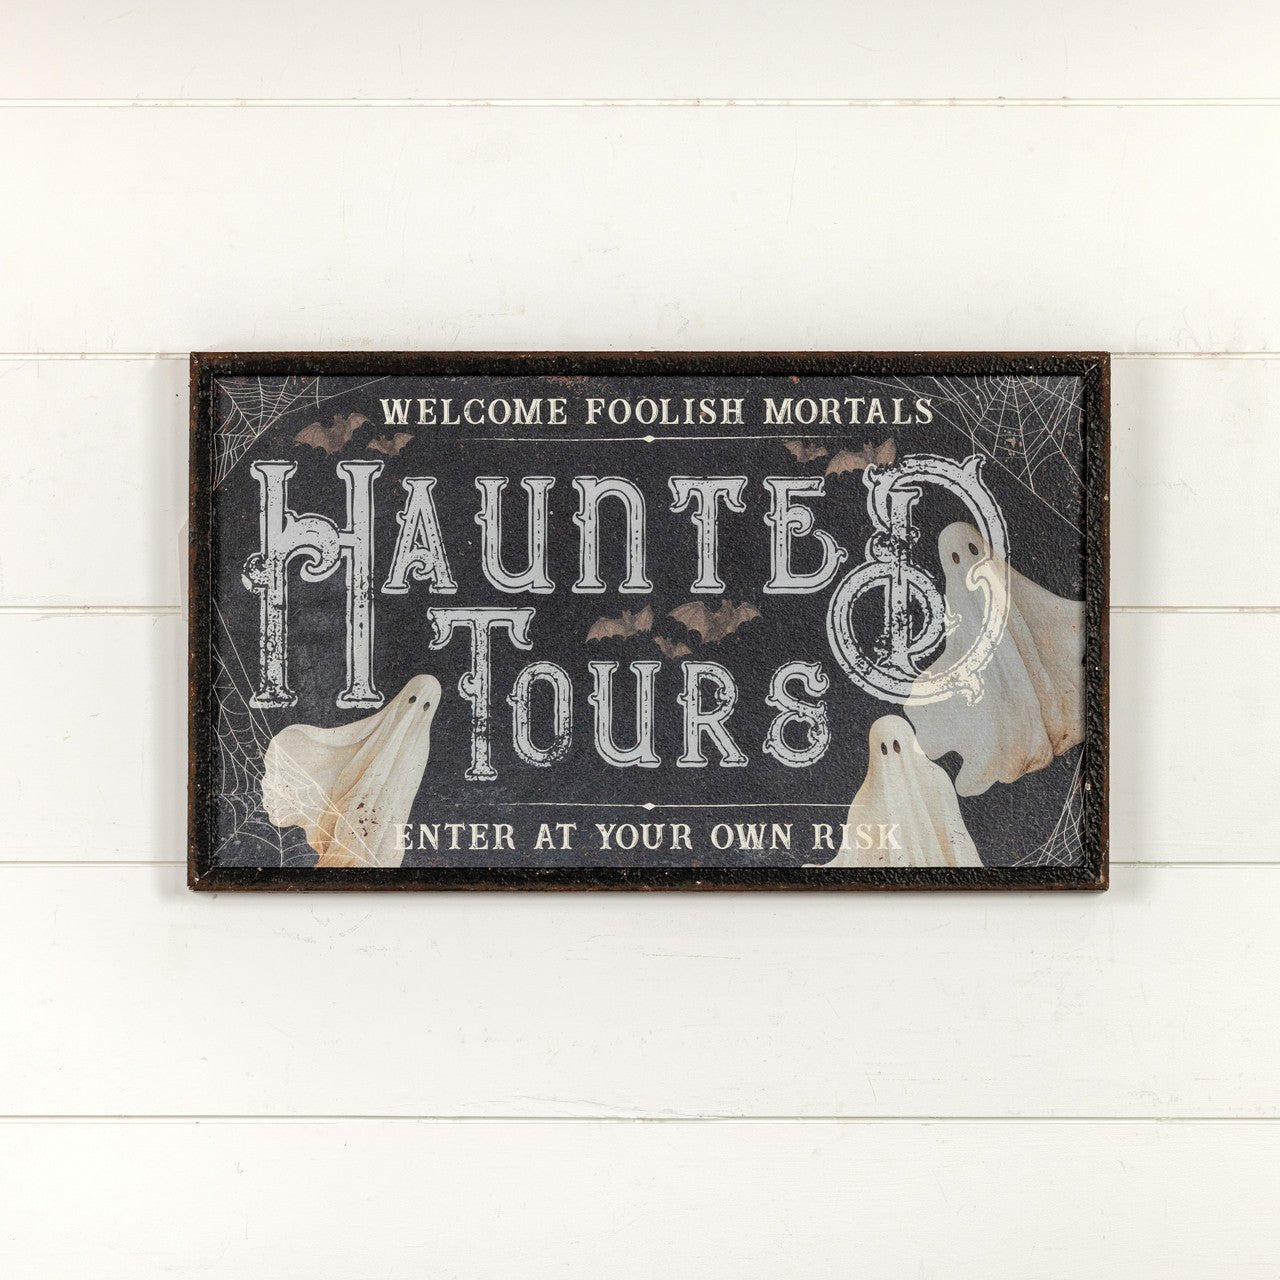 WELCOME FOOLISH MORTALS
HAUNTED
TOURS
ENTER AT YOUR OWN RISK